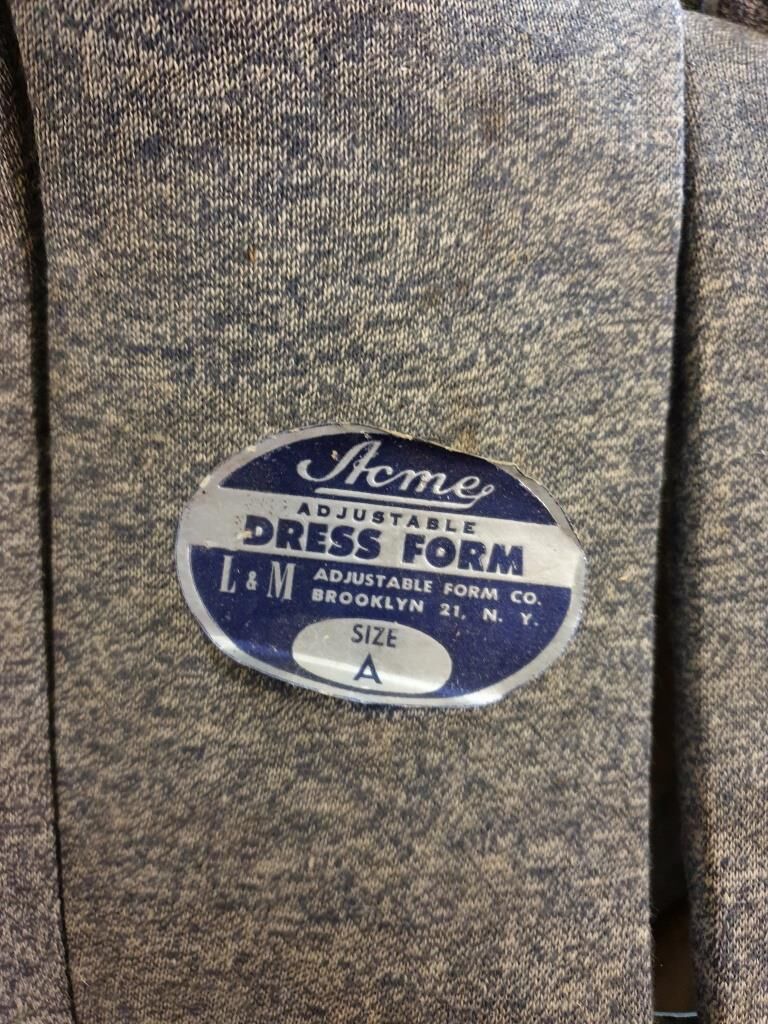 Acme
ADJUSTABLE
DRESS FORM
L & M ADJUSTABLE FORM CO.
BROOKLYN 21, N. Y.
SIZE
A